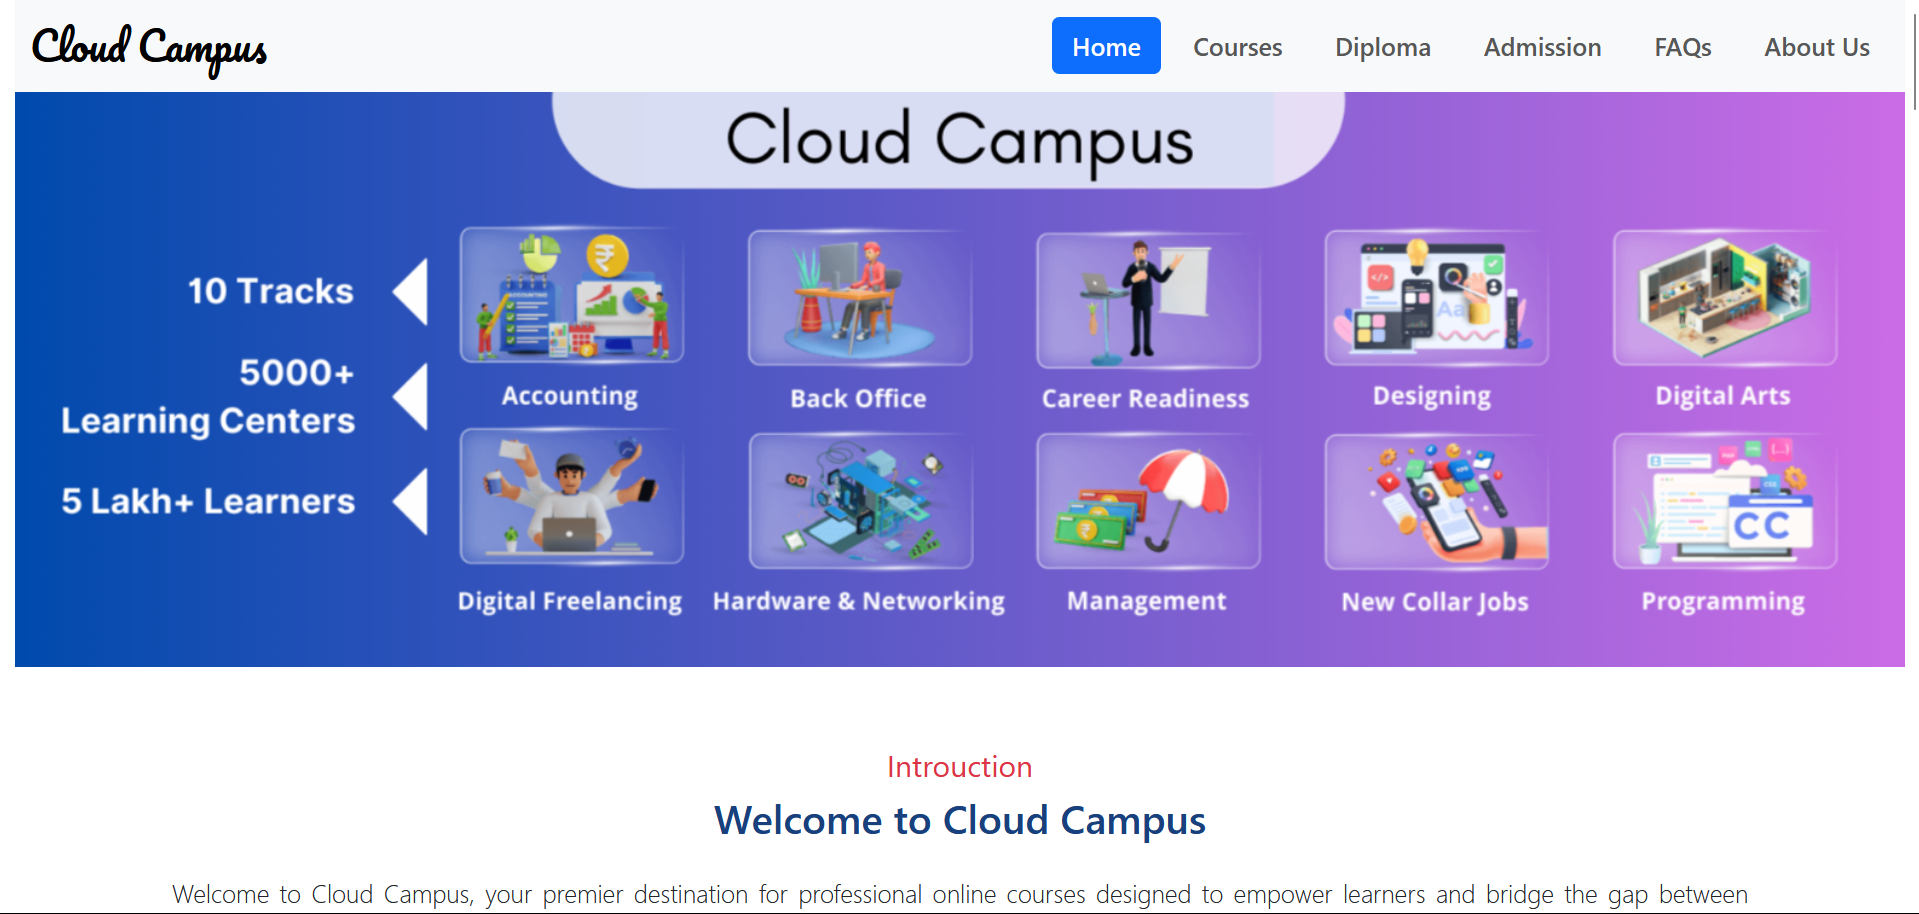 Cloud Campus
Home
Courses
Diploma
Admission
FAQs
About Us
Cloud Campus
10 Tracks
5000+
Learning Centers
5 Lakh+ Learners
ACCOUNTING
Accounting
Back Office
Career Readiness
Aa
Designing
Digital Arts
Digital Freelancing
Hardware & Networking
Management
New Collar Jobs
CC
Programming
Introuction
Welcome to Cloud Campus
Welcome to Cloud Campus, your premier destination for professional online courses designed to empower learners and bridge the gap between